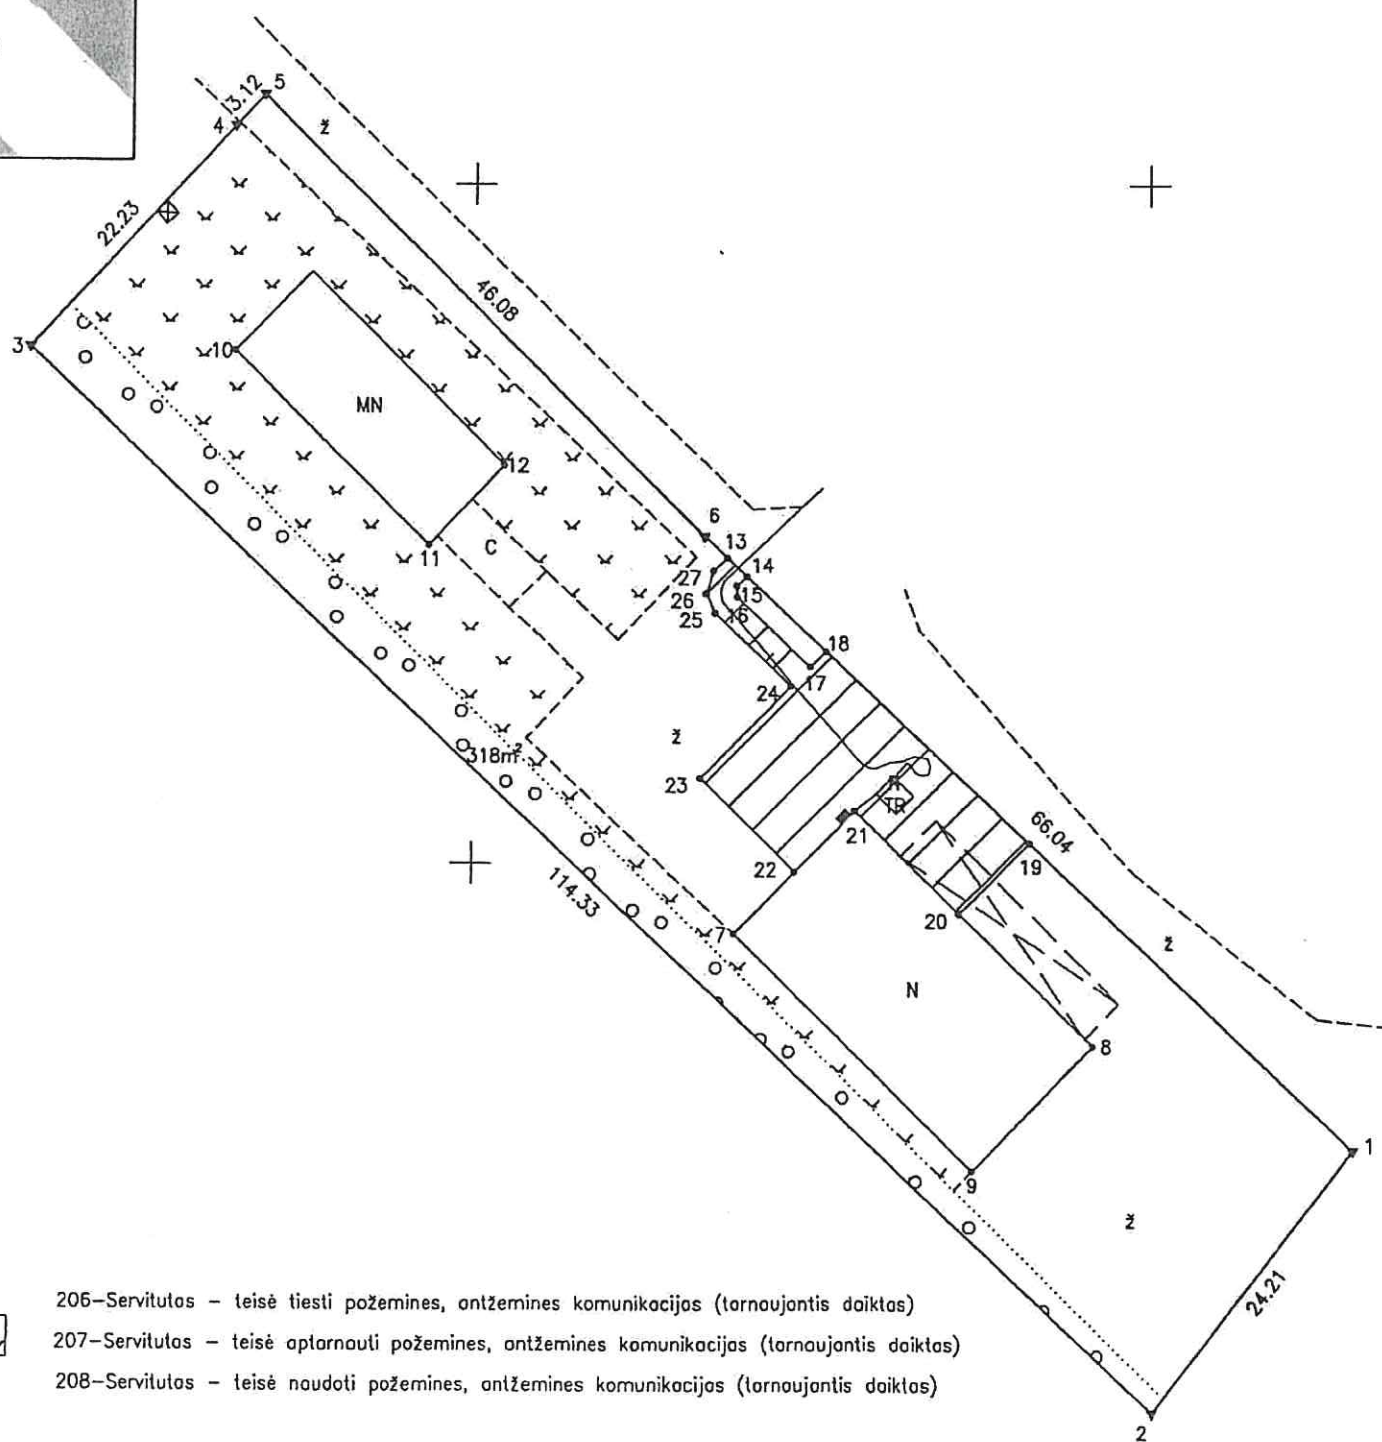 5
3.12
4
ž
22.23
46.08
3
10
MN
12
6
13
C
11
14
27
15
26
16
25
18
17
24
ž
318m²
23
TR
21
66.04
19
22
114.33
20
ž
7
N
8
1
9
ž
24.21
2
206–Servitutas – teisė tiesti požemines, antžemines komunikacijas (tarnaujantis daiktas)
207–Servitutas – teisė aptarnauti požemines, antžemines komunikacijas (tarnaujantis daiktas)
208–Servitutas – teisė naudoti požemines, antžemines komunikacijas (tarnaujantis daiktas)